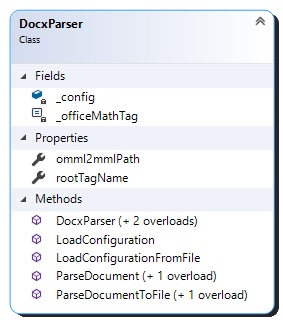 DocxParser
Class
Fields
_config
_officeMathTag
Properties
omml2mmlPath
rootTagName
Methods
DocxParser (+ 2 overloads)
LoadConfiguration
LoadConfigurationFromFile
ParseDocument (+ 1 overload)
ParseDocumentToFile (+ 1 overload)